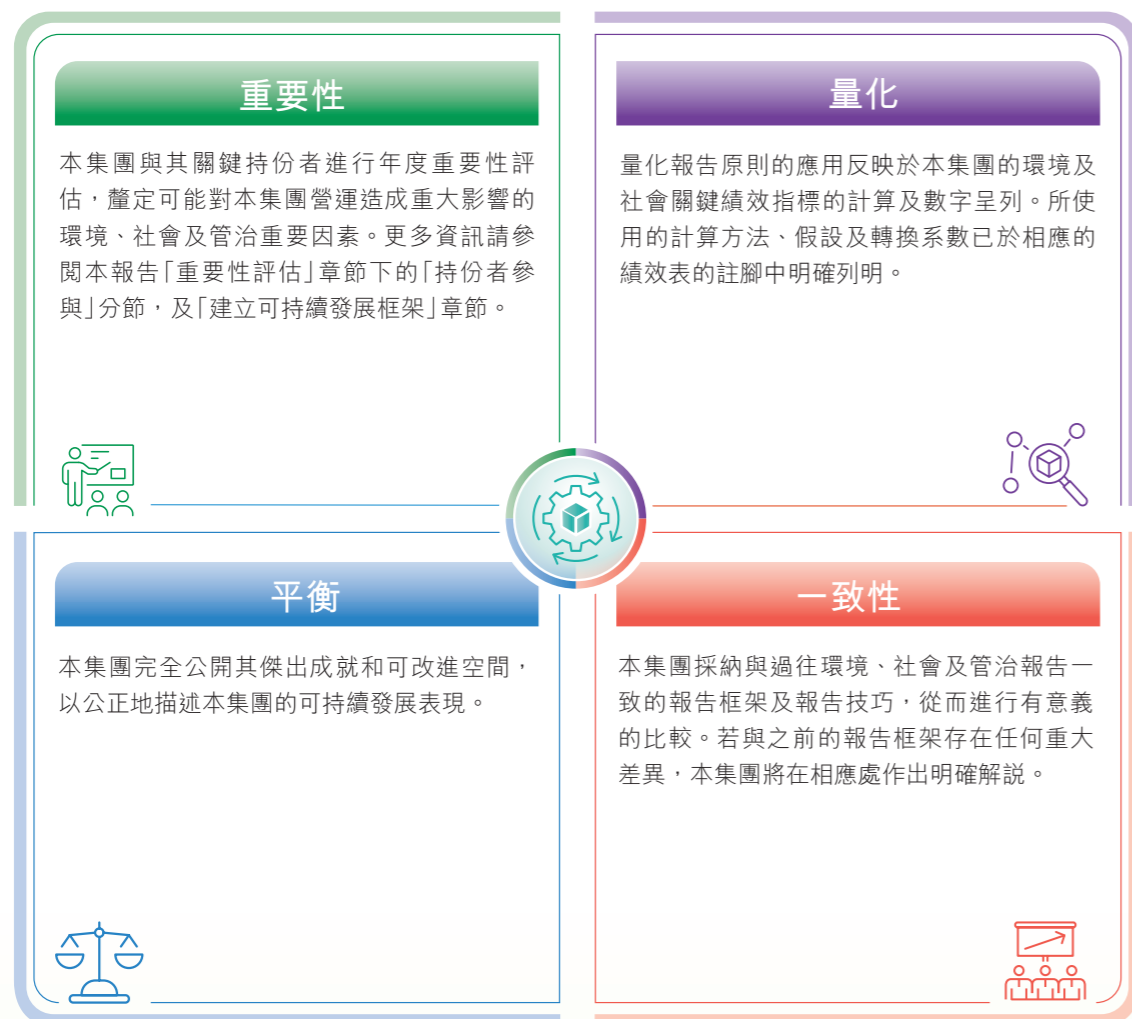 重要性
本集團與其關鍵持份者進行年度重要性評
估，釐定可能對本集團營運造成重大影響的
環境、社會及管治重要因素。更多資訊請參
閱本報告「重要性評估」章節下的「持份者參
與」分節，及「建立可持續發展框架」章節。
量化
量化報告原則的應用反映於本集團的環境及
社會關鍵績效指標的計算及數字呈列。所使
用的計算方法、假設及轉換系數已於相應的
績效表的註腳中明確列明。
平衡
本集團完全公開其傑出成就和可改進空間，
以公正地描述本集團的可持續發展表現。
一致性
本集團採納與過往環境、社會及管治報告一
致的報告框架及報告技巧，從而進行有意義
的比較。若與之前的報告框架存在任何重大
差異，本集團將在相應處作出明確解説。